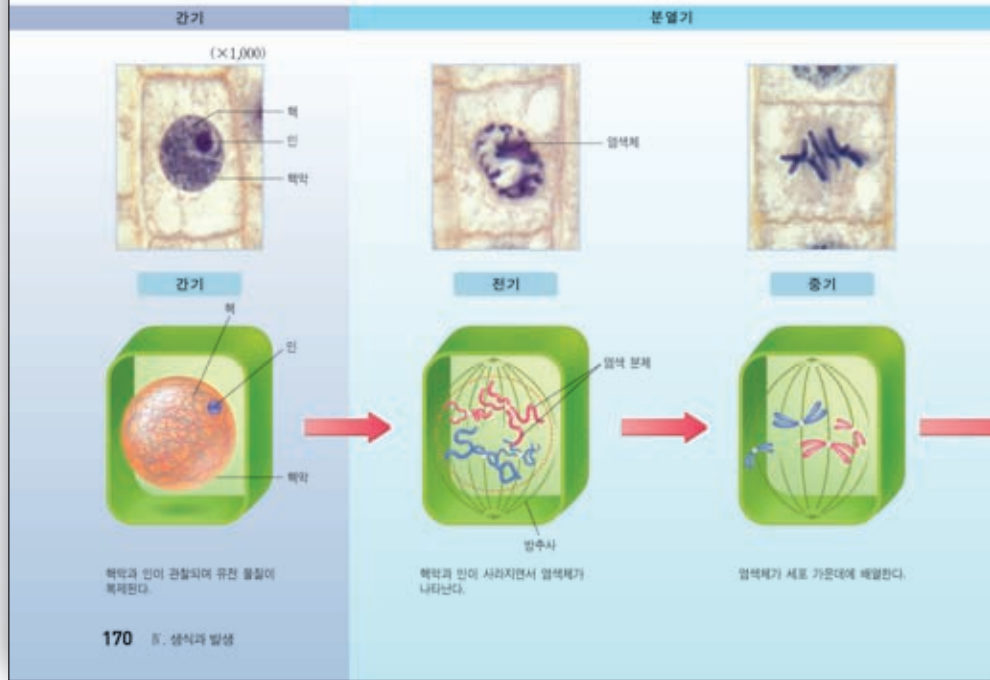 간기
분열기
(×1,000)
핵
인
핵막
염색체
간기
전기
중기
핵
인
핵막
염색 분체
방추사
핵막과 인이 관찰되며 유전 물질이
복제된다.
핵막과 인이 사라지면서 염색체가
나타난다.
염색체가 세포 가운데에 배열한다.
170
생식과 발생